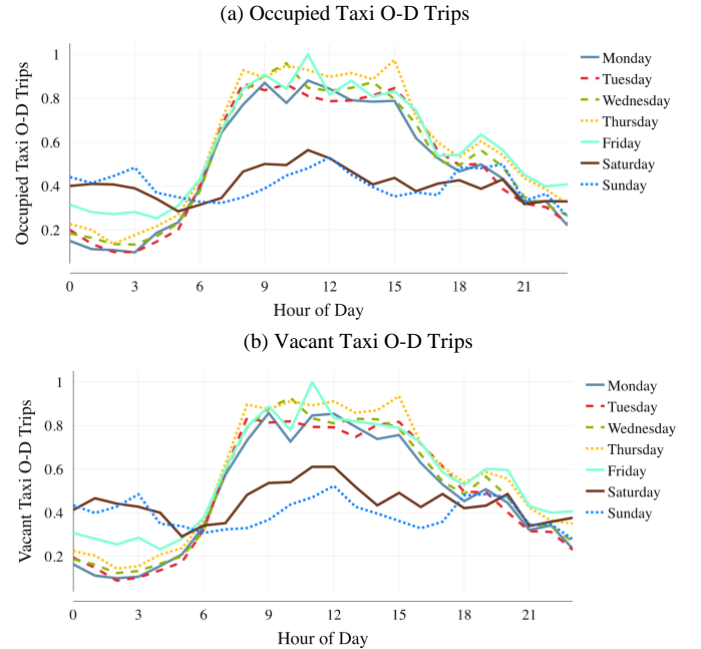 (a) Occupied Taxi O-D Trips
Occupied Taxi O-D Trips
1
0.8
0.6
0.4
0.2
0 3 6 9 12 15 18 21
Hour of Day
Monday
Tuesday
Wednesday
Thursday
Friday
Saturday
Sunday
(b) Vacant Taxi O-D Trips
Vacant Taxi O-D Trips
1
0.8
0.6
0.4
0.2
0 3 6 9 12 15 18 21
Hour of Day
Monday
Tuesday
Wednesday
Thursday
Friday
Saturday
Sunday